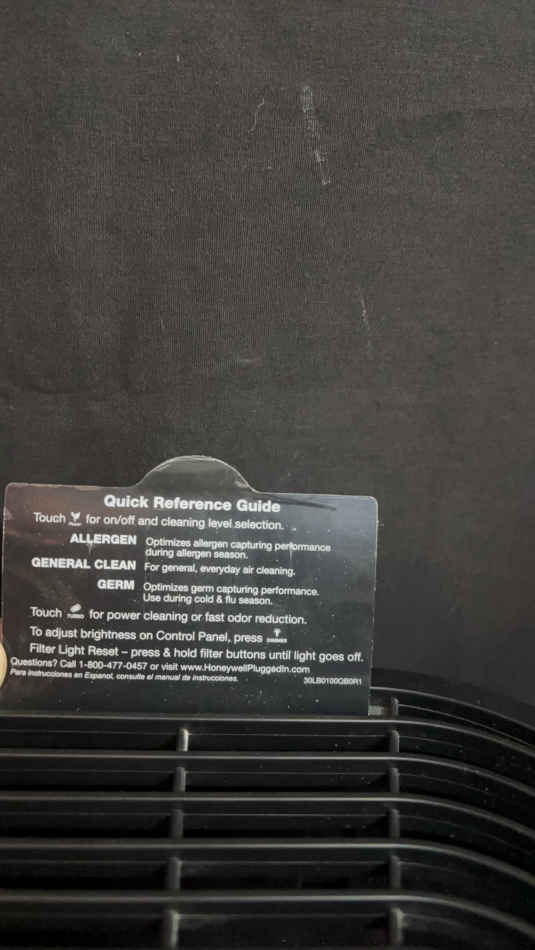 Quick Reference Guide
Touch for on/off and cleaning level selection.
ALLERGEN Optimizes allergen capturing performance
during allergen season.
GENERAL CLEAN For general, everyday air cleaning.
GERM Optimizes germ capturing performance.
Use during cold & flu season.
Touch TURBO for power cleaning or fast odor reduction.
To adjust brightness on Control Panel, press DIMMER
Filter Light Reset – press & hold filter buttons until light goes off.
Questions? Call 1-800-477-0457 or visit www.HoneywellPluggedIn.com
Para instrucciones en Espanol, consulte el manual de instrucciones. 30LB0100QB0R1